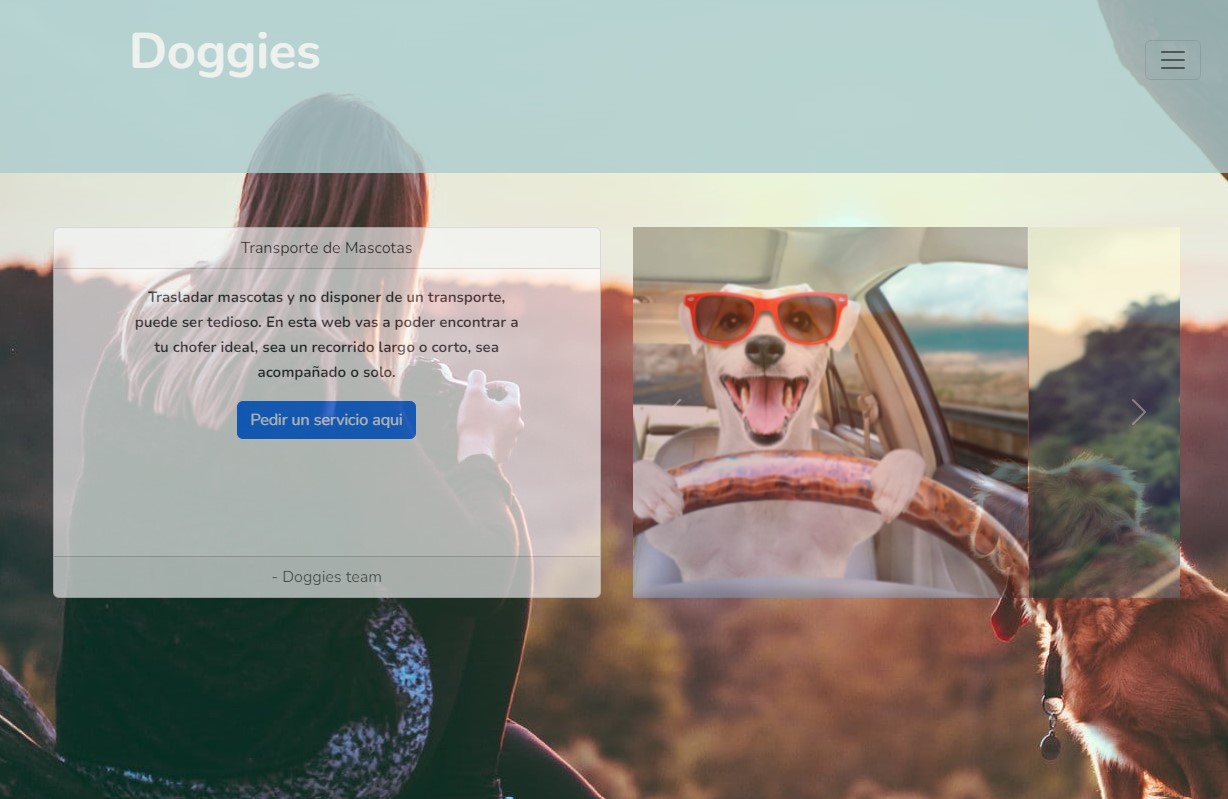 Doggies
Transporte de Mascotas
Trasladar mascotas y no disponer de un transporte,
puede ser tedioso. En esta web vas a poder encontrar a
tu chofer ideal, sea un recorrido largo o corto, sea
acompañado o solo.
Pedir un servicio aqui
- Doggies team